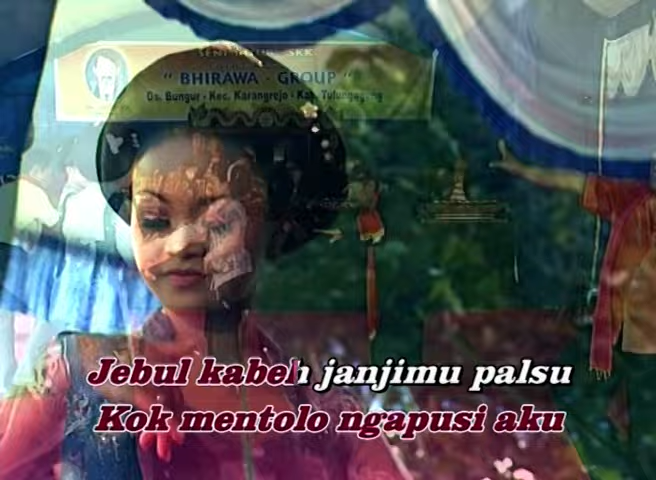 " BHIRAWA - GROUP "
Ds. Bungur - Kec. Karangrejo - Kab. Tulungagung
Jebul kabeh janjimu palsu
Kok mentolo ngapusi aku